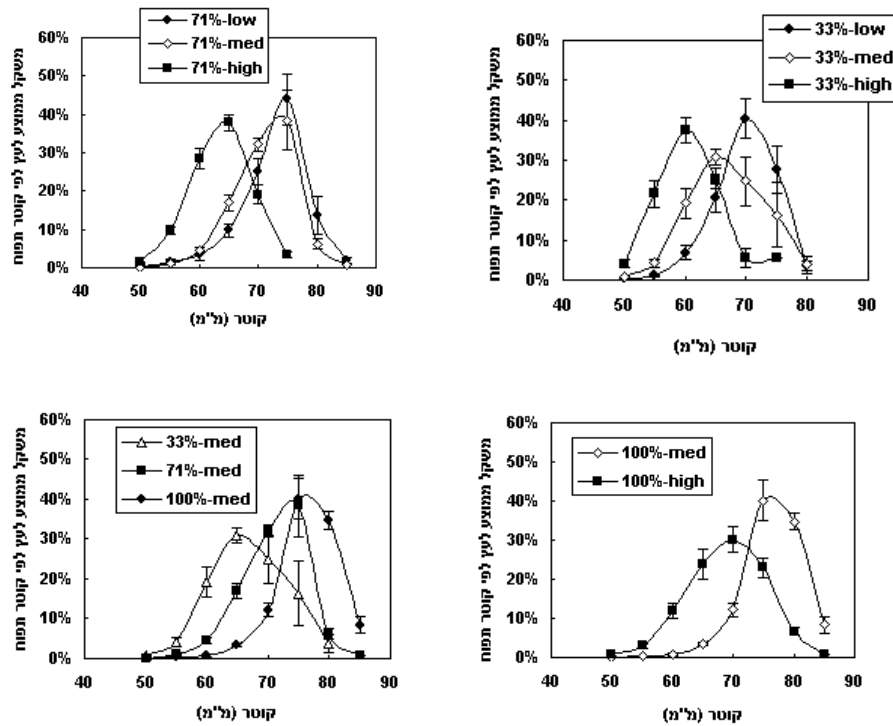 71%-low
71%-med
71%-high
משקל ממוצע לעץ לפי קוטר תפוח
60%
50%
40%
30%
20%
10%
0%
40 50 60 70 80 90
קוטר (מ"מ)
33%-low
33%-med
33%-high
משקל ממוצע לעץ לפי קוטר תפוח
60%
50%
40%
30%
20%
10%
0%
40 50 60 70 80 90
קוטר (מ"מ)
33%-med
71%-med
100%-med
משקל ממוצע לעץ לפי קוטר תפוח
60%
50%
40%
30%
20%
10%
0%
40 50 60 70 80 90
קוטר (מ"מ)
100%-med
100%-high
משקל ממוצע לעץ לפי קוטר תפוח
60%
50%
40%
30%
20%
10%
0%
40 50 60 70 80 90
קוטר (מ"מ)